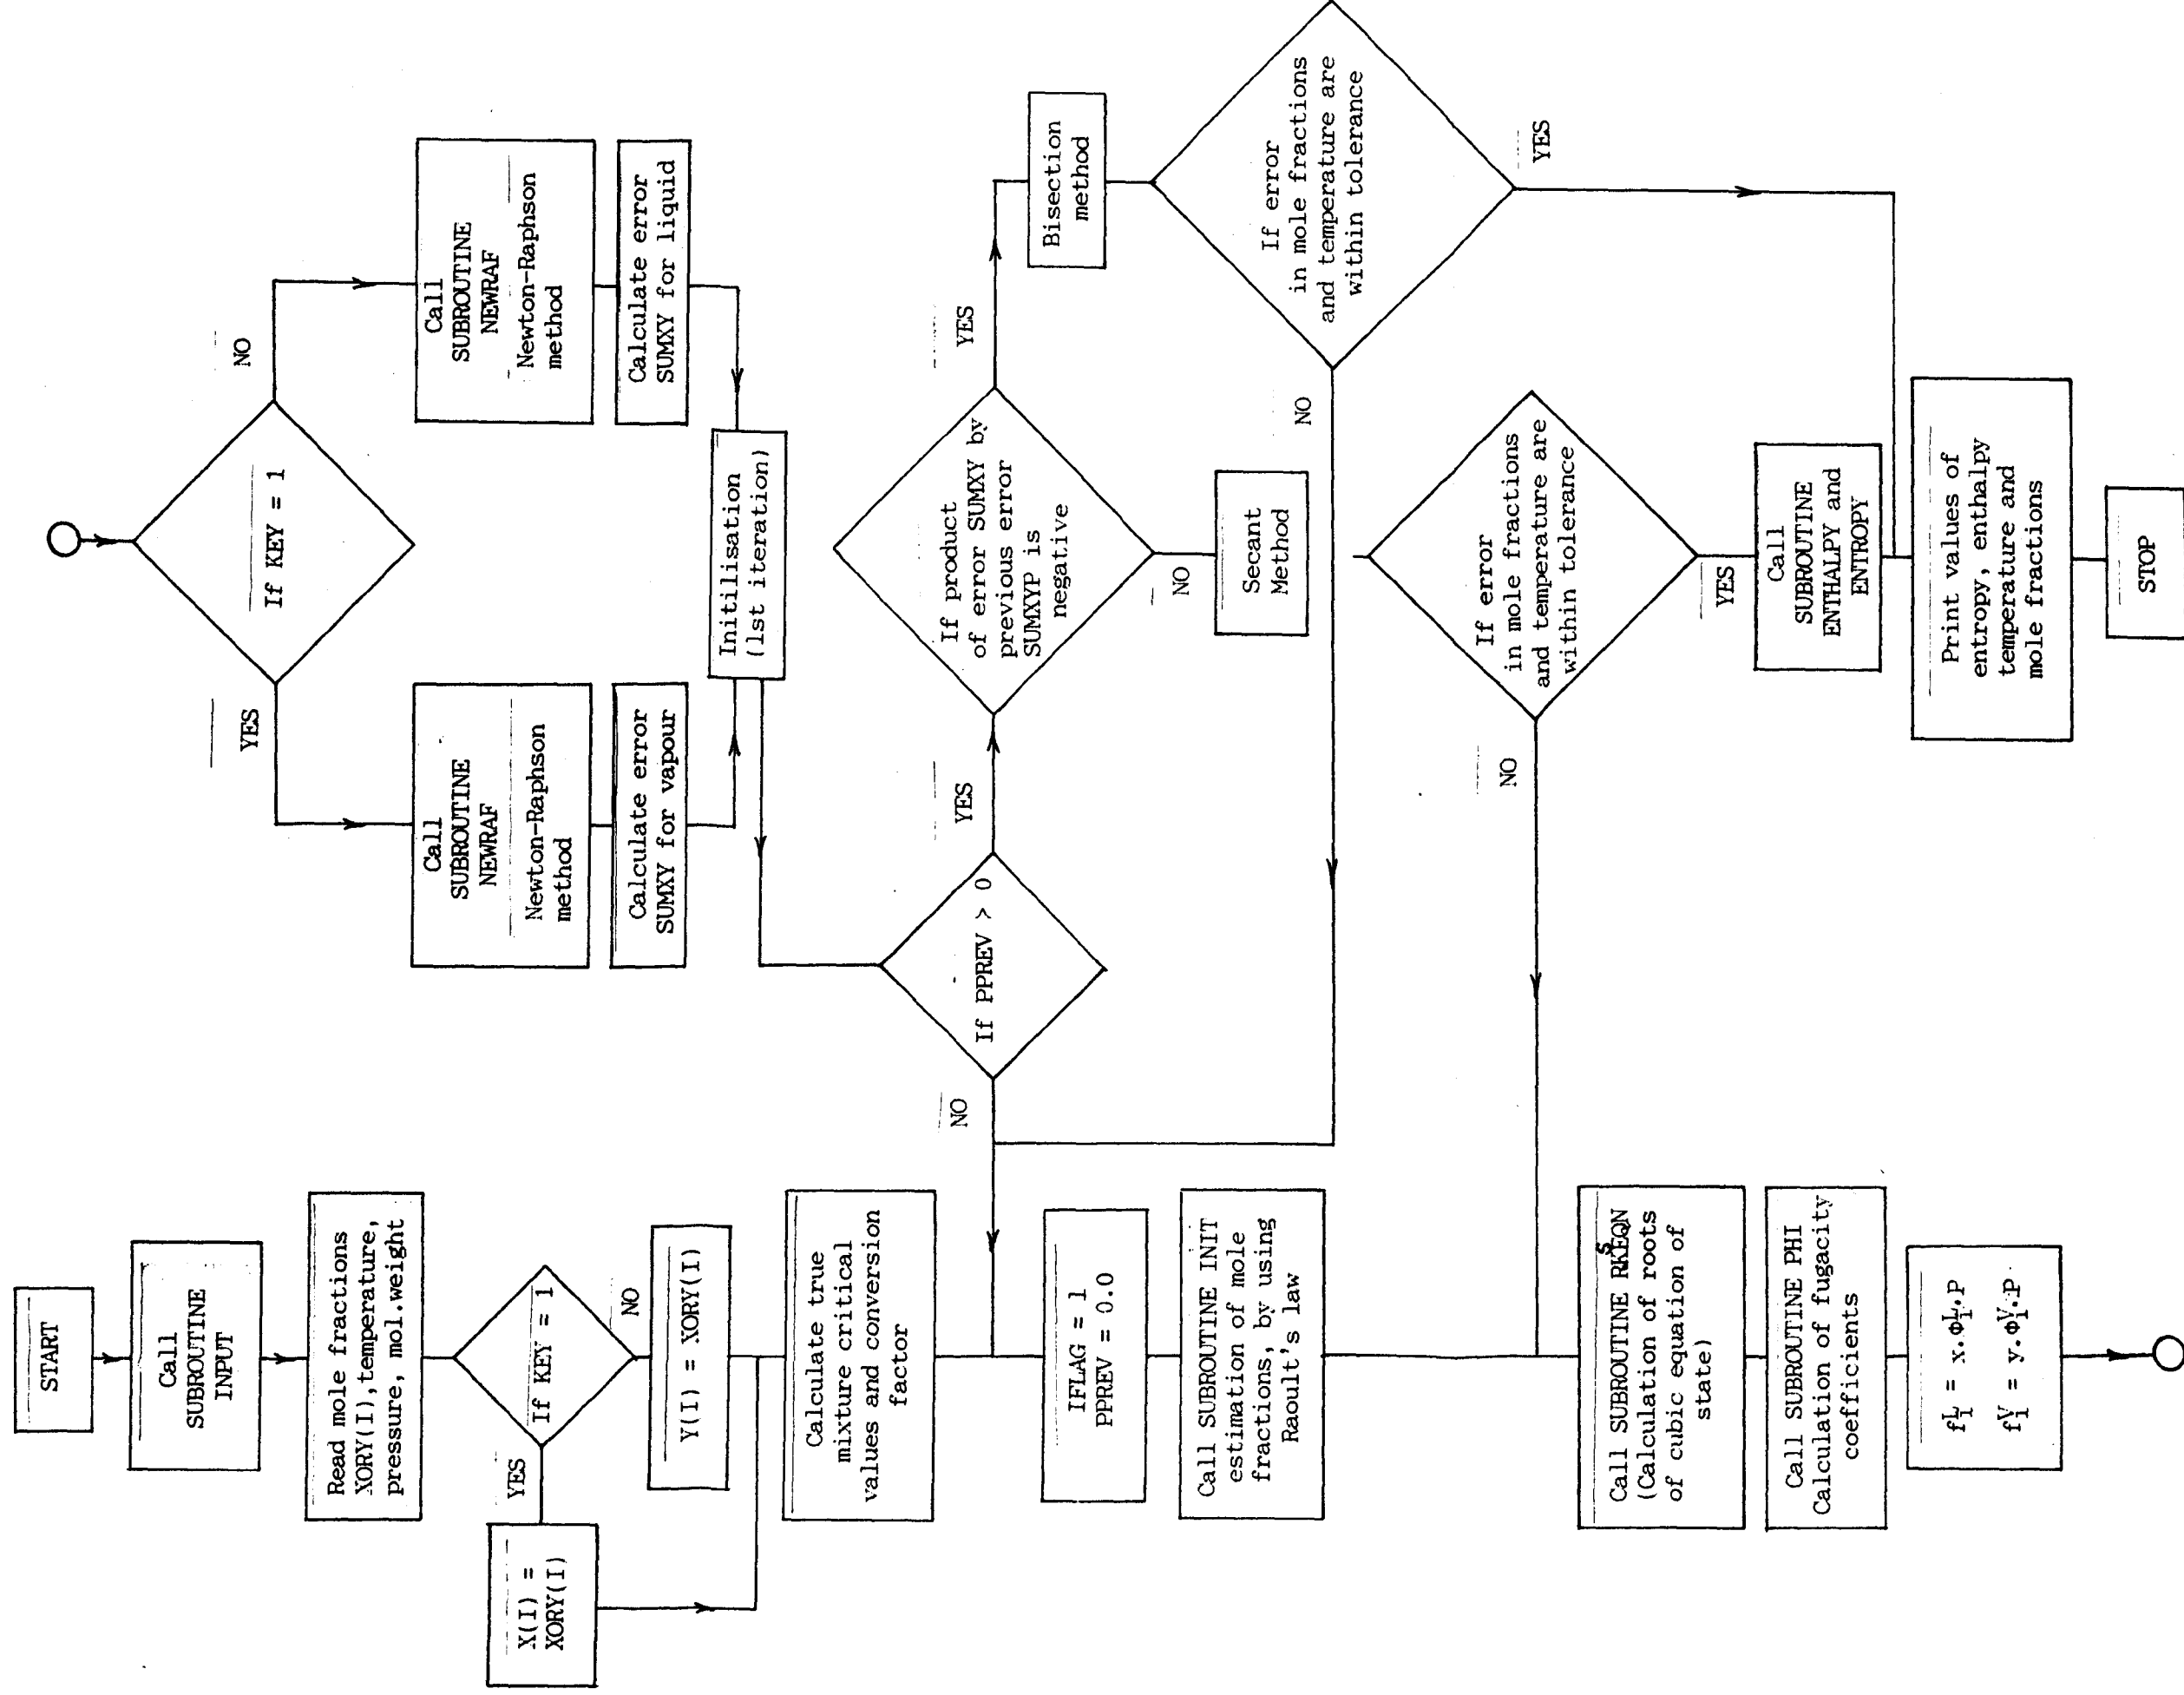 START
Call
SUBROUTINE
INPUT
Read mole fractions
XORY(I),temperature,
pressure, mol.weight
If KEY = 1
YES
NO
X(I) =
XORY(I)
Y(I) = XORY(I)
Calculate true
mixture critical
values and conversion
factor
IFLAG = 1
PPREV = 0.0
Call SUBROUTINE INIT
estimation of mole
fractions, by using
Raoult's law
Call SUBROUTINE RKSEQN
(Calculation of roots
of cubic equation of
state)
Call SUBROUTINE PHI
Calculation of fugacity
coefficients
fᵢᴸ = x.Φᵢᴸ.P
fᵢⱽ = y.Φᵢⱽ.P
If KEY = 1
YES
NO
Call
SUBROUTINE
NEWRAF
Newton-Raphson
method
Calculate error
SUMXY for vapour
Call
SUBROUTINE
NEWRAF
Newton-Raphson
method
Calculate error
SUMXY for liquid
Initilisation
(1st iteration)
If PPREV > 0
NO
YES
If product
of error SUMXY by
previous error
SUMXYP is
negative
YES
NO
Bisection
method
Secant
Method
If error
in mole fractions
and temperature are
within tolerance
NO
YES
If error
in mole fractions
and temperature are
within tolerance
NO
YES
Call
SUBROUTINE
ENTHALPY and
ENTROPY
Print values of
entropy, enthalpy
temperature and
mole fractions
STOP